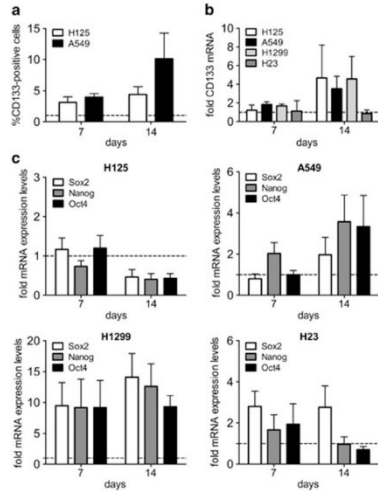 a
H125
A549
%CD133-positive cells
15
10
5
0
7
14
days
b
H125
A549
H1299
H23
fold CD133 mRNA
10
8
6
4
2
0
7
14
days
c
H125
Sox2
Nanog
Oct4
fold mRNA expression levels
3
2
1
0
7
14
days
A549
Sox2
Nanog
Oct4
fold mRNA expression levels
6
4
2
0
7
14
days
H1299
Sox2
Nanog
Oct4
fold mRNA expression levels
25
20
15
10
5
0
7
14
days
H23
Sox2
Nanog
Oct4
fold mRNA expression levels
6
4
2
0
7
14
days